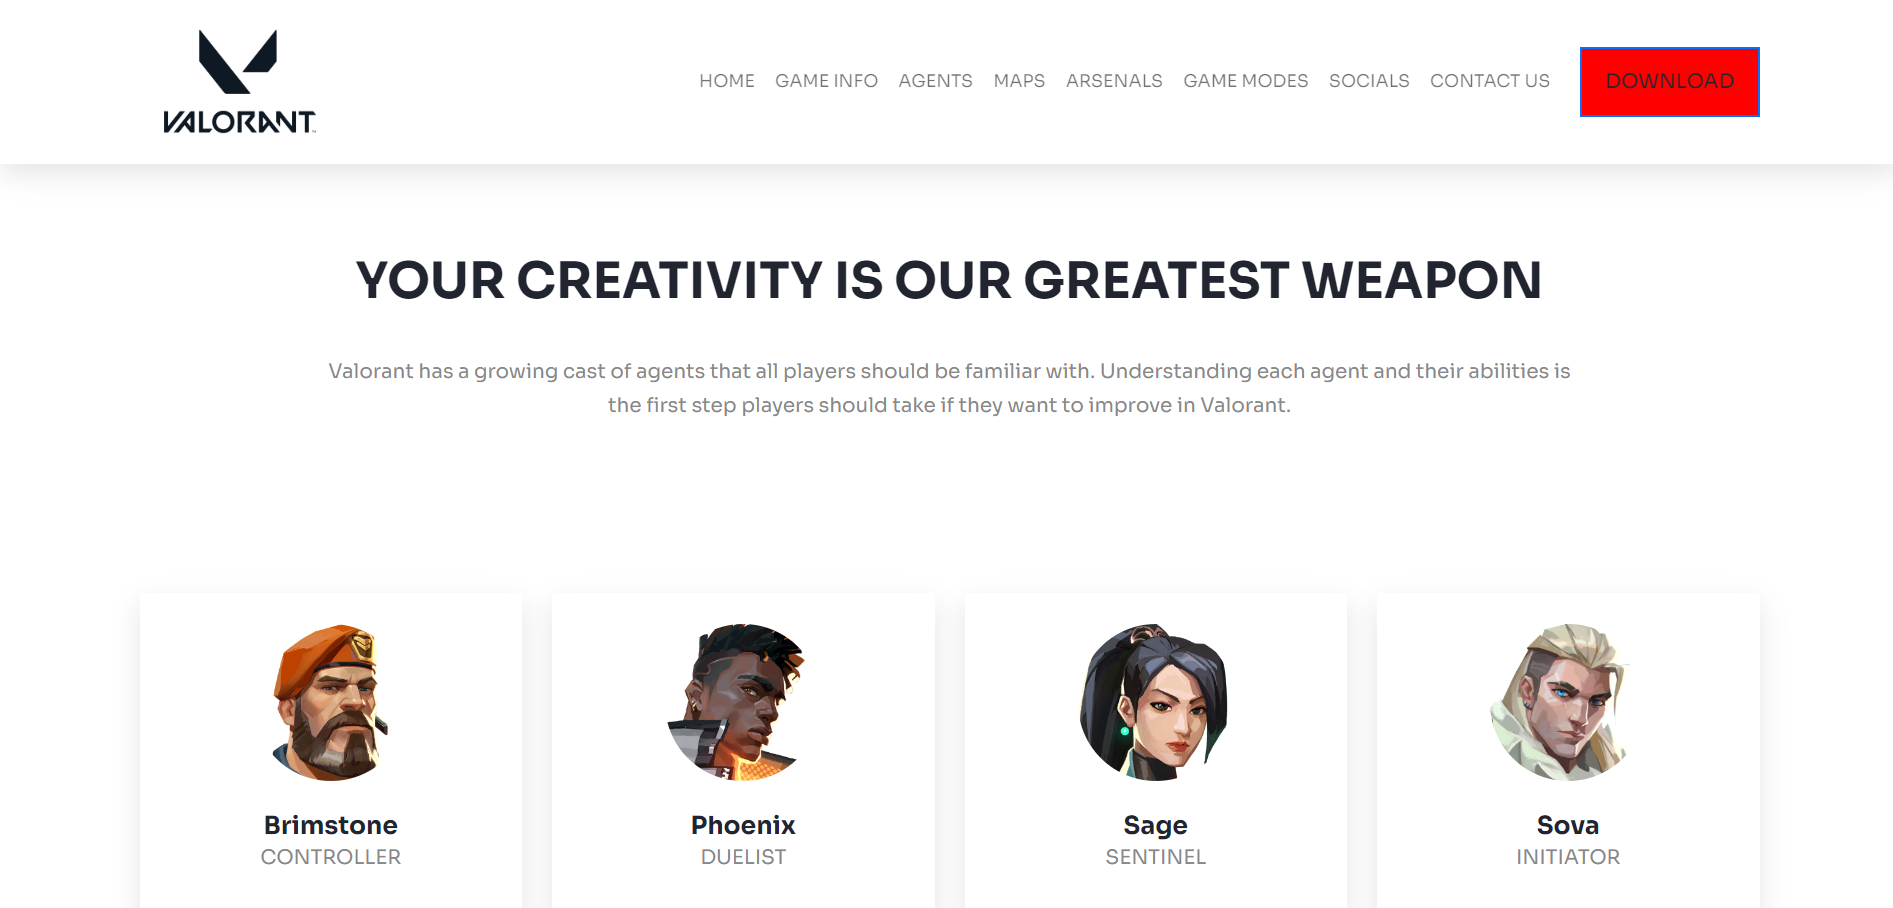 VALORANT
HOME GAME INFO AGENTS MAPS ARSENALS GAME MODES SOCIALS CONTACT US DOWNLOAD
YOUR CREATIVITY IS OUR GREATEST WEAPON
Valorant has a growing cast of agents that all players should be familiar with. Understanding each agent and their abilities is
the first step players should take if they want to improve in Valorant.
Brimstone
CONTROLLER
Phoenix
DUELIST
Sage
SENTINEL
Sova
INITIATOR